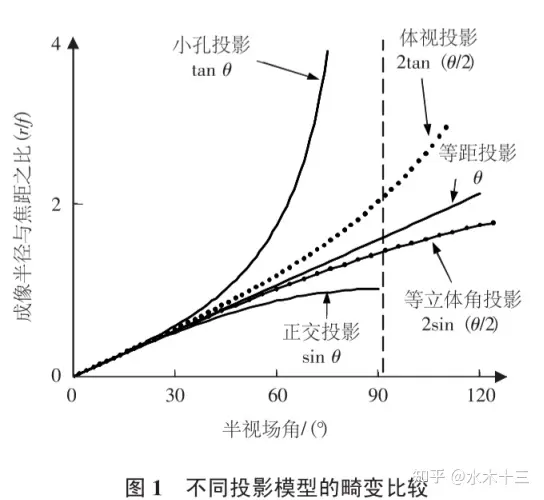 4
小孔投影
tan θ
体视投影
2tan (θ/2)
等距投影
θ
成像半径与焦距之比(r/f)
2
等立体角投影
2sin (θ/2)
正交投影
sin θ
0
0
30
60
90
120
半视场角/(°)
图 1 不同投影模型的畸变比较
知乎 @水木十三